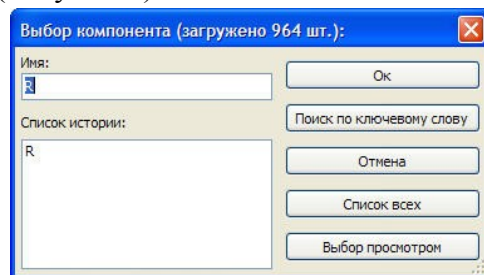 Выбор компонента (загружено 964 шт.):
Имя:
R
Ок
Поиск по ключевому слову
Список истории:
R
Отмена
Список всех
Выбор просмотром